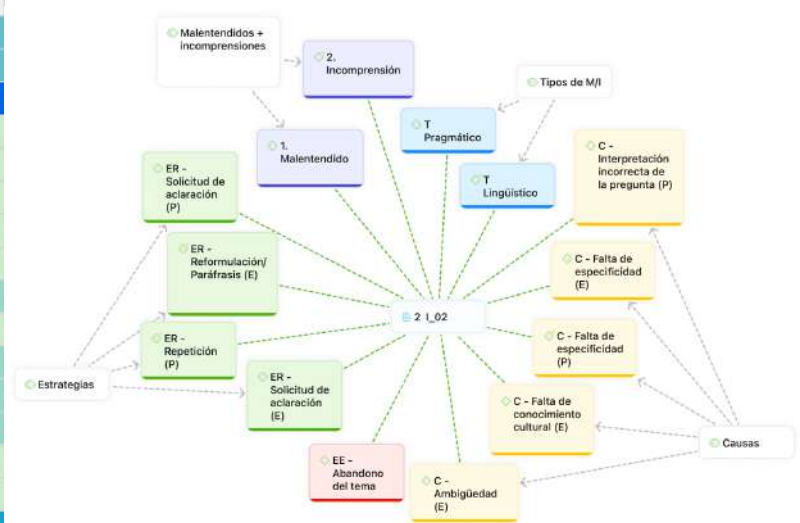 Malentendidos +
incomprensiones
2.
Incomprensión
Tipos de M/I
T
Pragmático
1.
Malentendido
C -
Interpretación
incorrecta de
la pregunta (P)
ER -
Solicitud de
aclaración
(P)
T
Lingüístico
ER -
Reformulación/
Paráfrasis (E)
C - Falta de
especificidad
(E)
2 I_02
ER -
Repetición
(P)
C - Falta de
especificidad
(P)
Estrategias
ER -
Solicitud de
aclaración
(E)
C - Falta de
conocimiento
cultural (E)
Causas
EE -
Abandono
del tema
C -
Ambigüedad
(E)